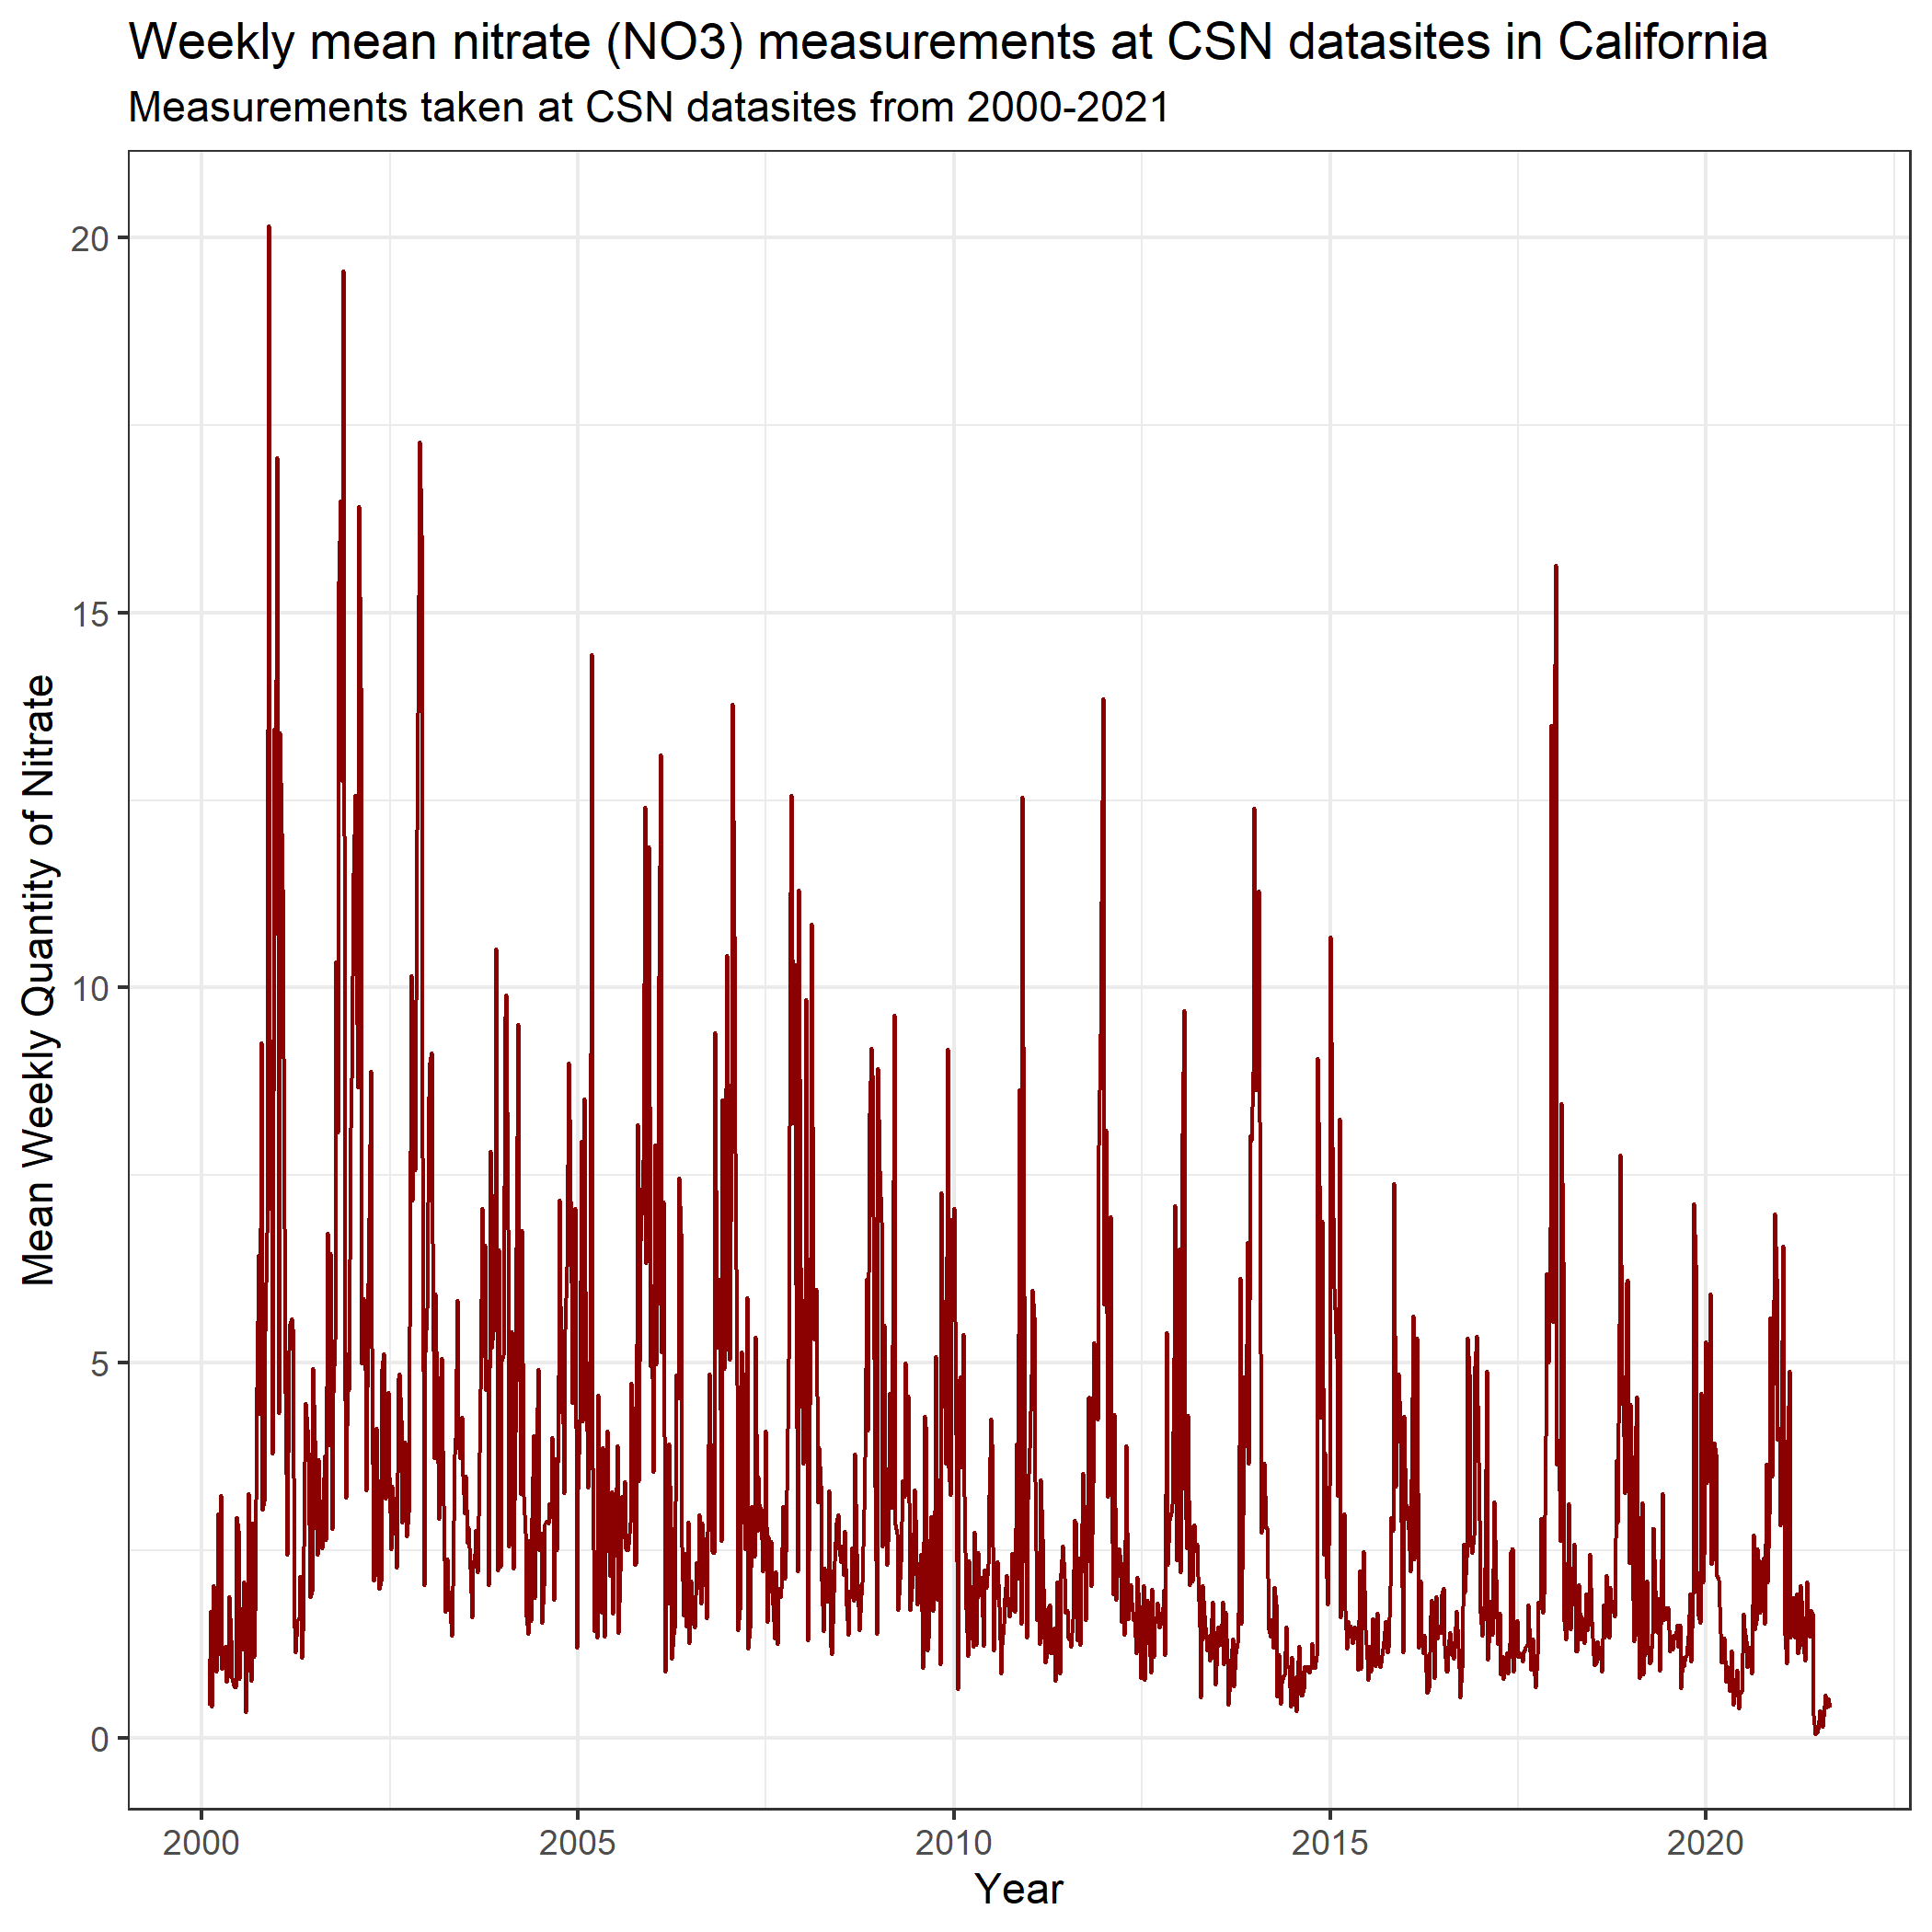 Weekly mean nitrate (NO3) measurements at CSN datasites in California
Measurements taken at CSN datasites from 2000-2021
Mean Weekly Quantity of Nitrate
20
15
10
5
0
2000 2005 2010 2015 2020
Year